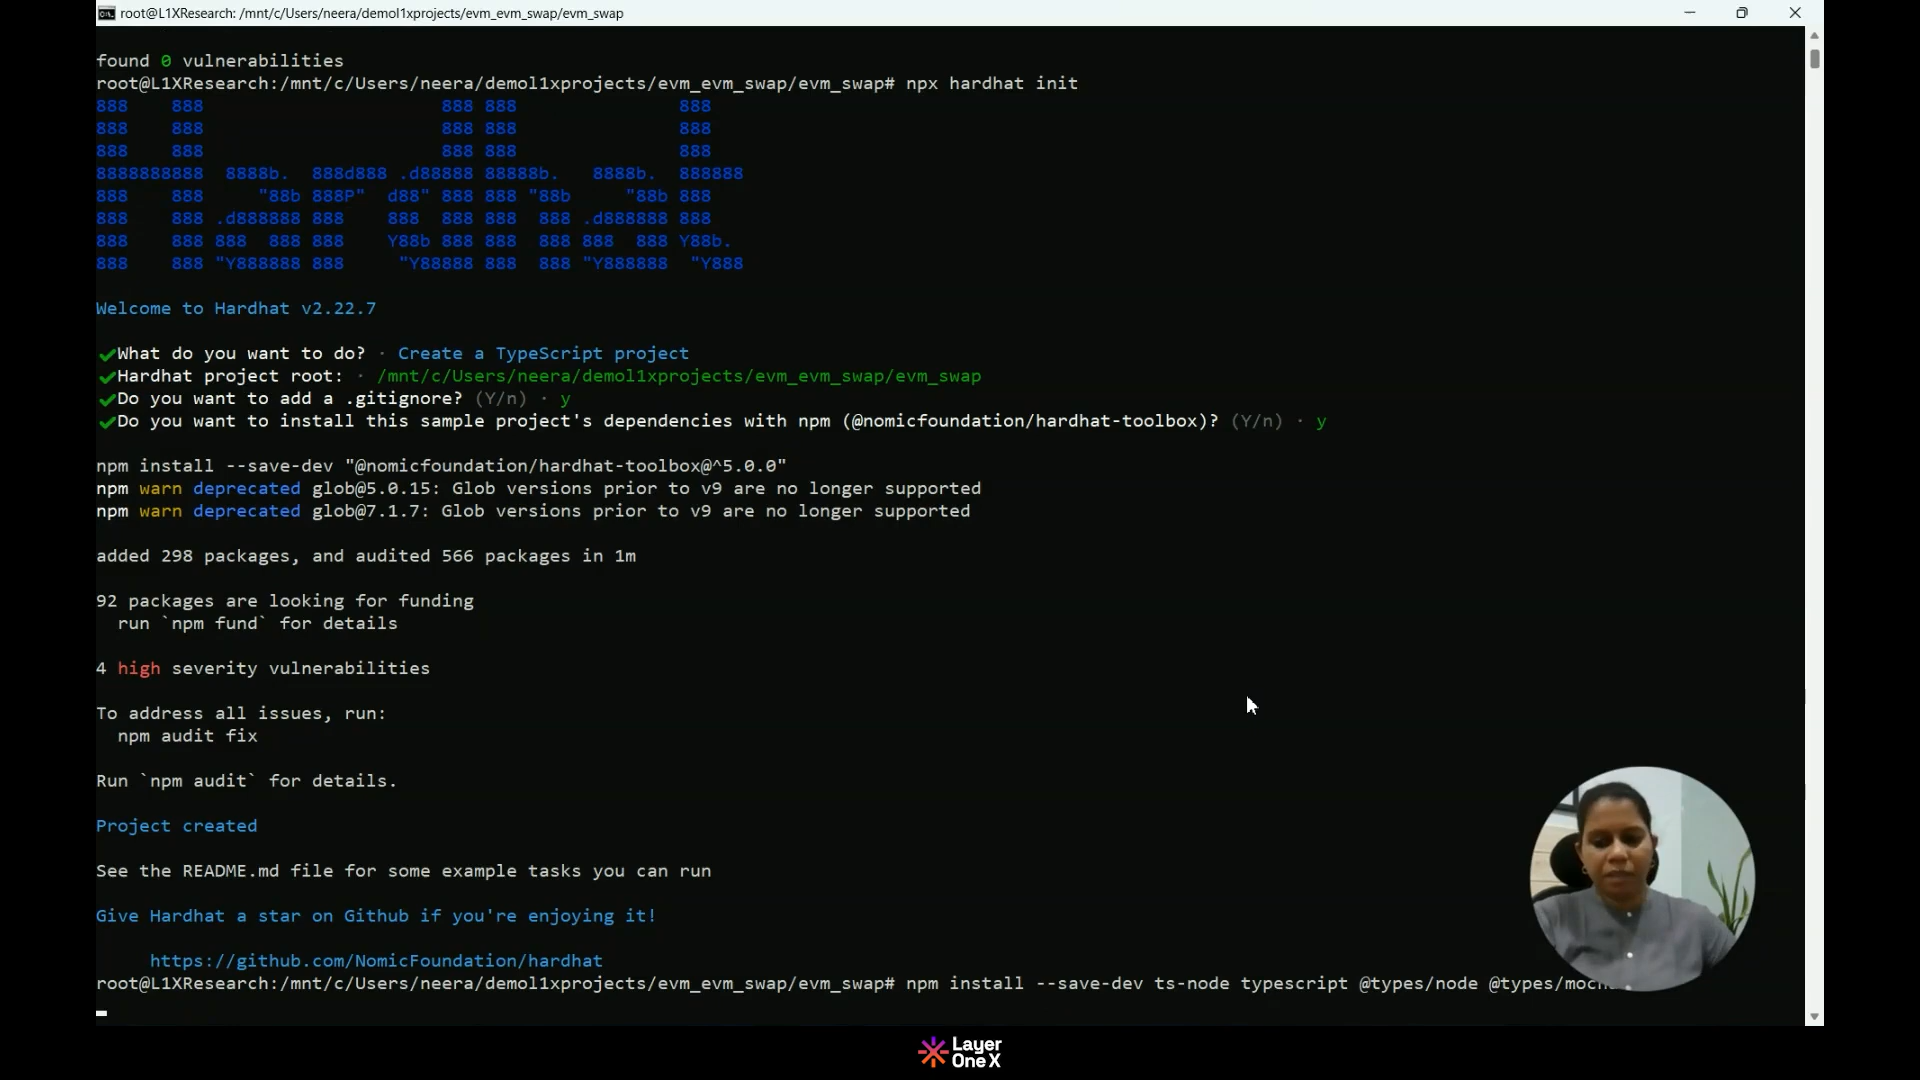 root@L1XResearch: /mnt/c/Users/neera/demol1xprojects/evm_evm_swap/evm_swap
found 0 vulnerabilities
root@L1XResearch:/mnt/c/Users/neera/demol1xprojects/evm_evm_swap/evm_swap# npx hardhat init
888    888                      888 888               888
888    888                      888 888               888
888    888                      888 888               888
8888888888  8888b.  888d888 .d88888 88888b.   8888b.  888888
888    888     "88b 888P"  d88" 888 888 "88b     "88b 888
888    888 .d888888 888    888  888 888  888 .d888888 888
888    888 888  888 888    Y88b 888 888  888 888  888 Y88b.
888    888 "Y888888 888     "Y88888 888  888 "Y888888  "Y888
Welcome to Hardhat v2.22.7
✔What do you want to do? · Create a TypeScript project
✔Hardhat project root: · /mnt/c/Users/neera/demol1xprojects/evm_evm_swap/evm_swap
✔Do you want to add a .gitignore? (Y/n) · y
✔Do you want to install this sample project's dependencies with npm (@nomicfoundation/hardhat-toolbox)? (Y/n) · y
npm install --save-dev "@nomicfoundation/hardhat-toolbox@^5.0.0"
npm warn deprecated glob@5.0.15: Glob versions prior to v9 are no longer supported
npm warn deprecated glob@7.1.7: Glob versions prior to v9 are no longer supported
added 298 packages, and audited 566 packages in 1m
92 packages are looking for funding
  run `npm fund` for details
4 high severity vulnerabilities
To address all issues, run:
  npm audit fix
Run `npm audit` for details.
Project created
See the README.md file for some example tasks you can run
Give Hardhat a star on Github if you're enjoying it!
     https://github.com/NomicFoundation/hardhat
root@L1XResearch:/mnt/c/Users/neera/demol1xprojects/evm_evm_swap/evm_swap# npm install --save-dev ts-node typescript @types/node
Layer
One X